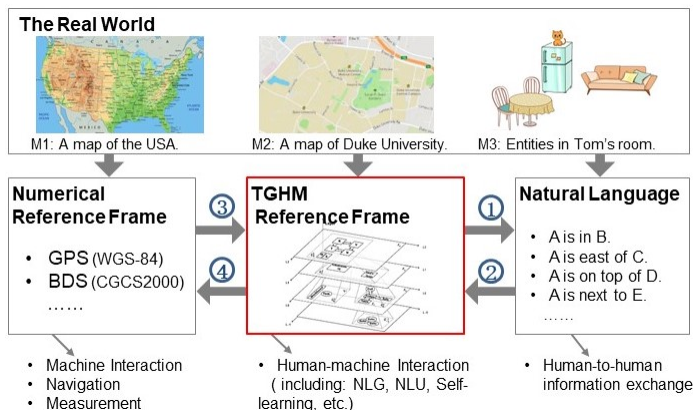 The Real World
MEXICO
M1: A map of the USA.
M2: A map of Duke University.
M3: Entities in Tom's room.
Numerical
Reference Frame
• GPS (WGS-84)
• BDS (CGCS2000)
……
③
④
TGHM
Reference Frame
①
②
Natural Language
• A is in B.
• A is east of C.
• A is on top of D.
• A is next to E.
……
• Machine Interaction
• Navigation
• Measurement
• Human-machine Interaction
( including: NLG, NLU, Self-
learning, etc.)
• Human-to-human
information exchange